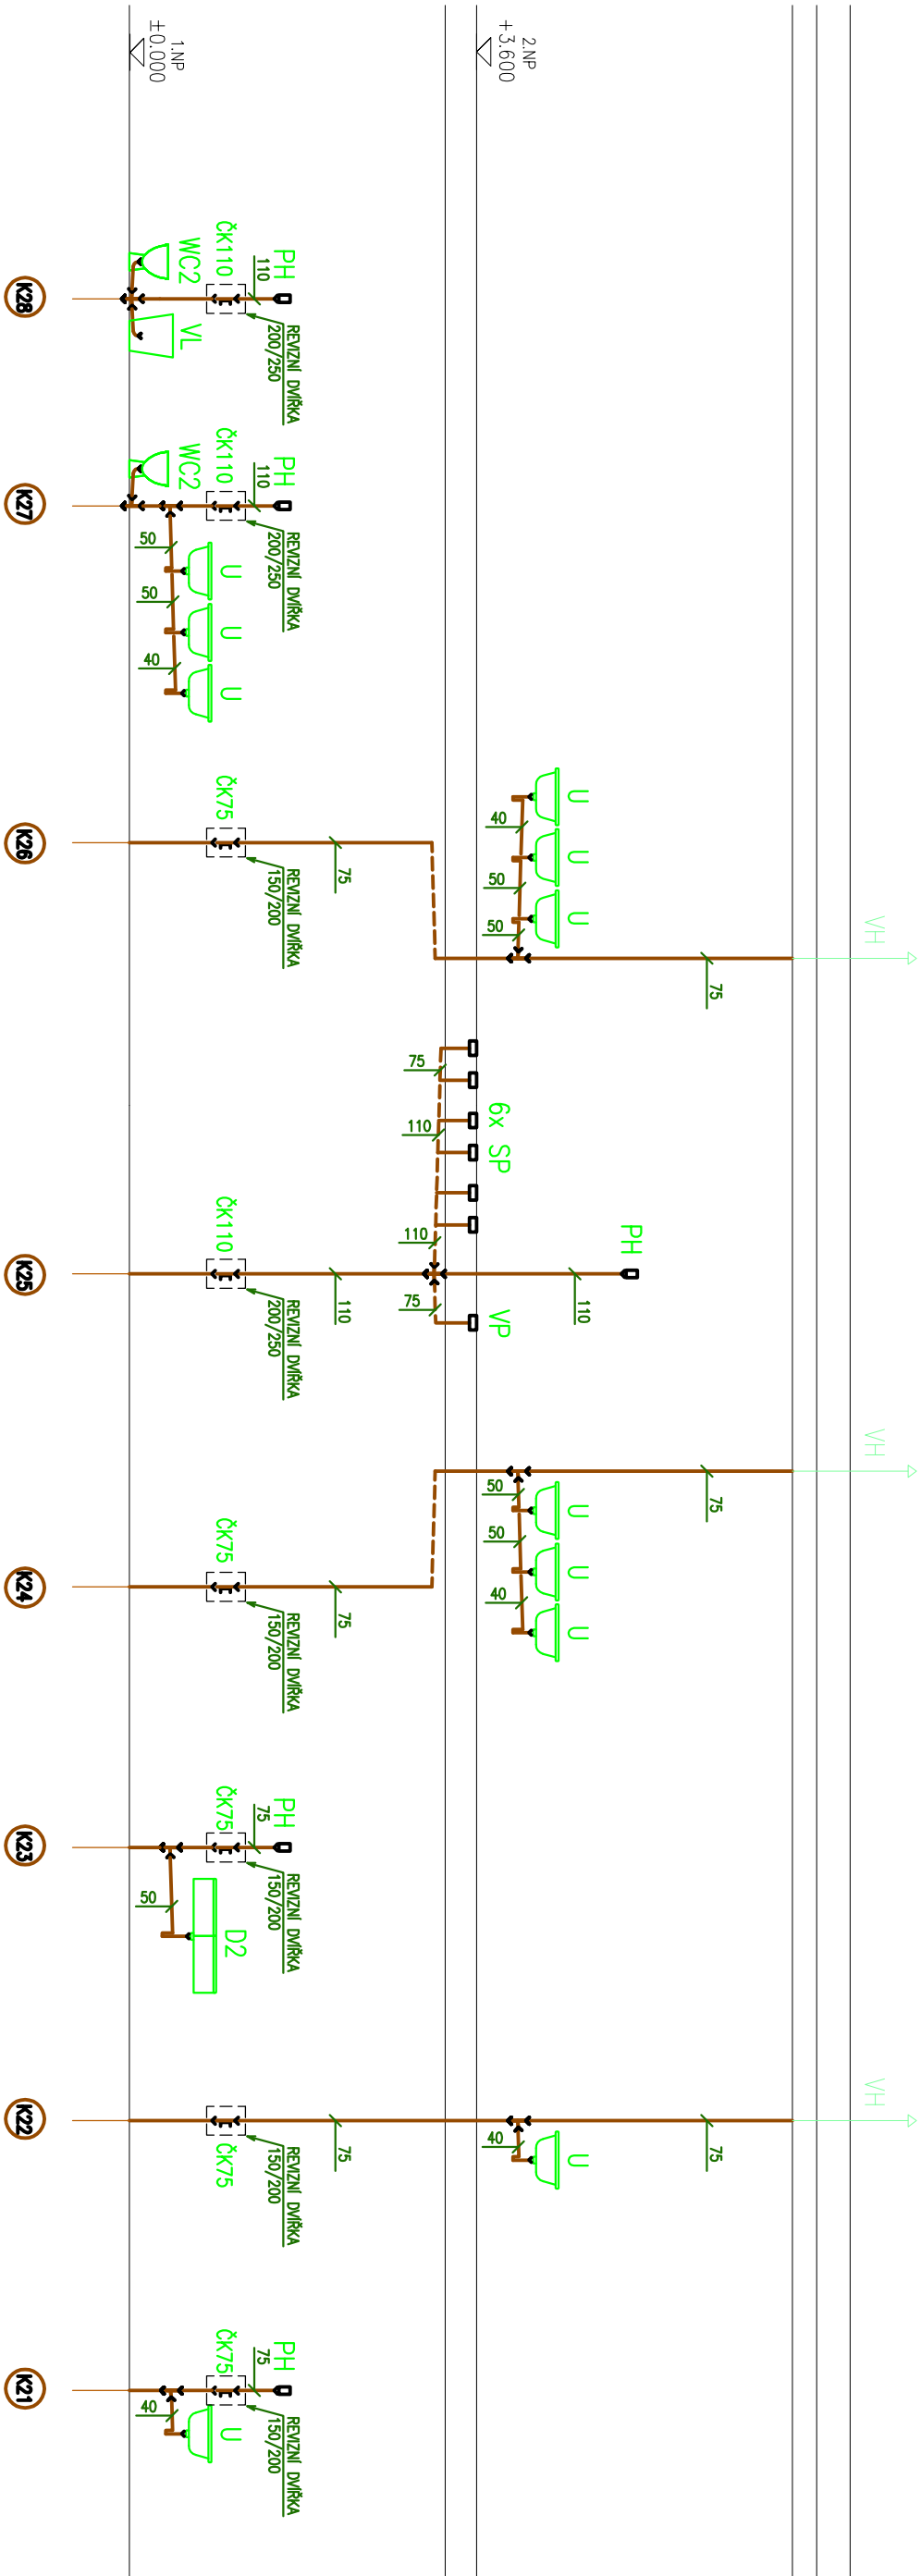 1.NP
±0.000
2.NP
+3.600
K28
WC2
VL
ČK110
PH
110
REVIZNÍ DVÍŘKA
200/250
K27
WC2
ČK110
PH
110
REVIZNÍ DVÍŘKA
200/250
50
50
40
U
U
U
K26
ČK75
REVIZNÍ DVÍŘKA
150/200
75
40
50
50
U
U
U
75
VH
K25
ČK110
REVIZNÍ DVÍŘKA
200/250
110
75
110
110
75
6x SP
VP
110
PH
K24
ČK75
REVIZNÍ DVÍŘKA
150/200
75
50
50
40
U
U
U
75
VH
K23
ČK75
PH
75
REVIZNÍ DVÍŘKA
150/200
50
D2
K22
ČK75
REVIZNÍ DVÍŘKA
150/200
75
40
U
75
VH
K21
ČK75
PH
75
REVIZNÍ DVÍŘKA
150/200
40
U